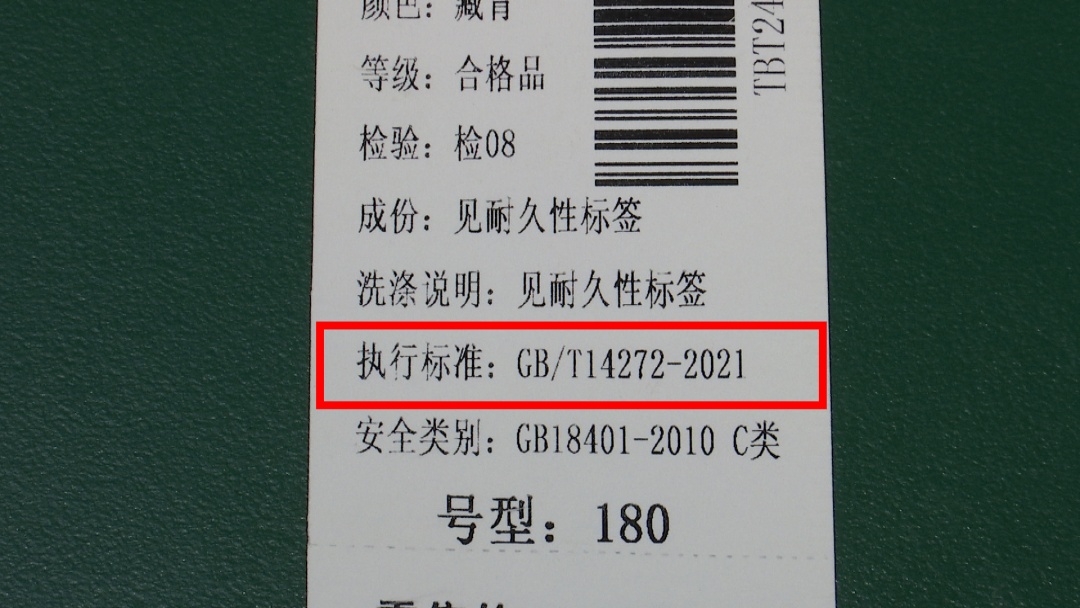 颜色：藏青
TBT24
等级：合格品
检验：检08
成份：见耐久性标签
洗涤说明：见耐久性标签
执行标准：GB/T14272-2021
安全类别：GB18401-2010 C类
号型：180